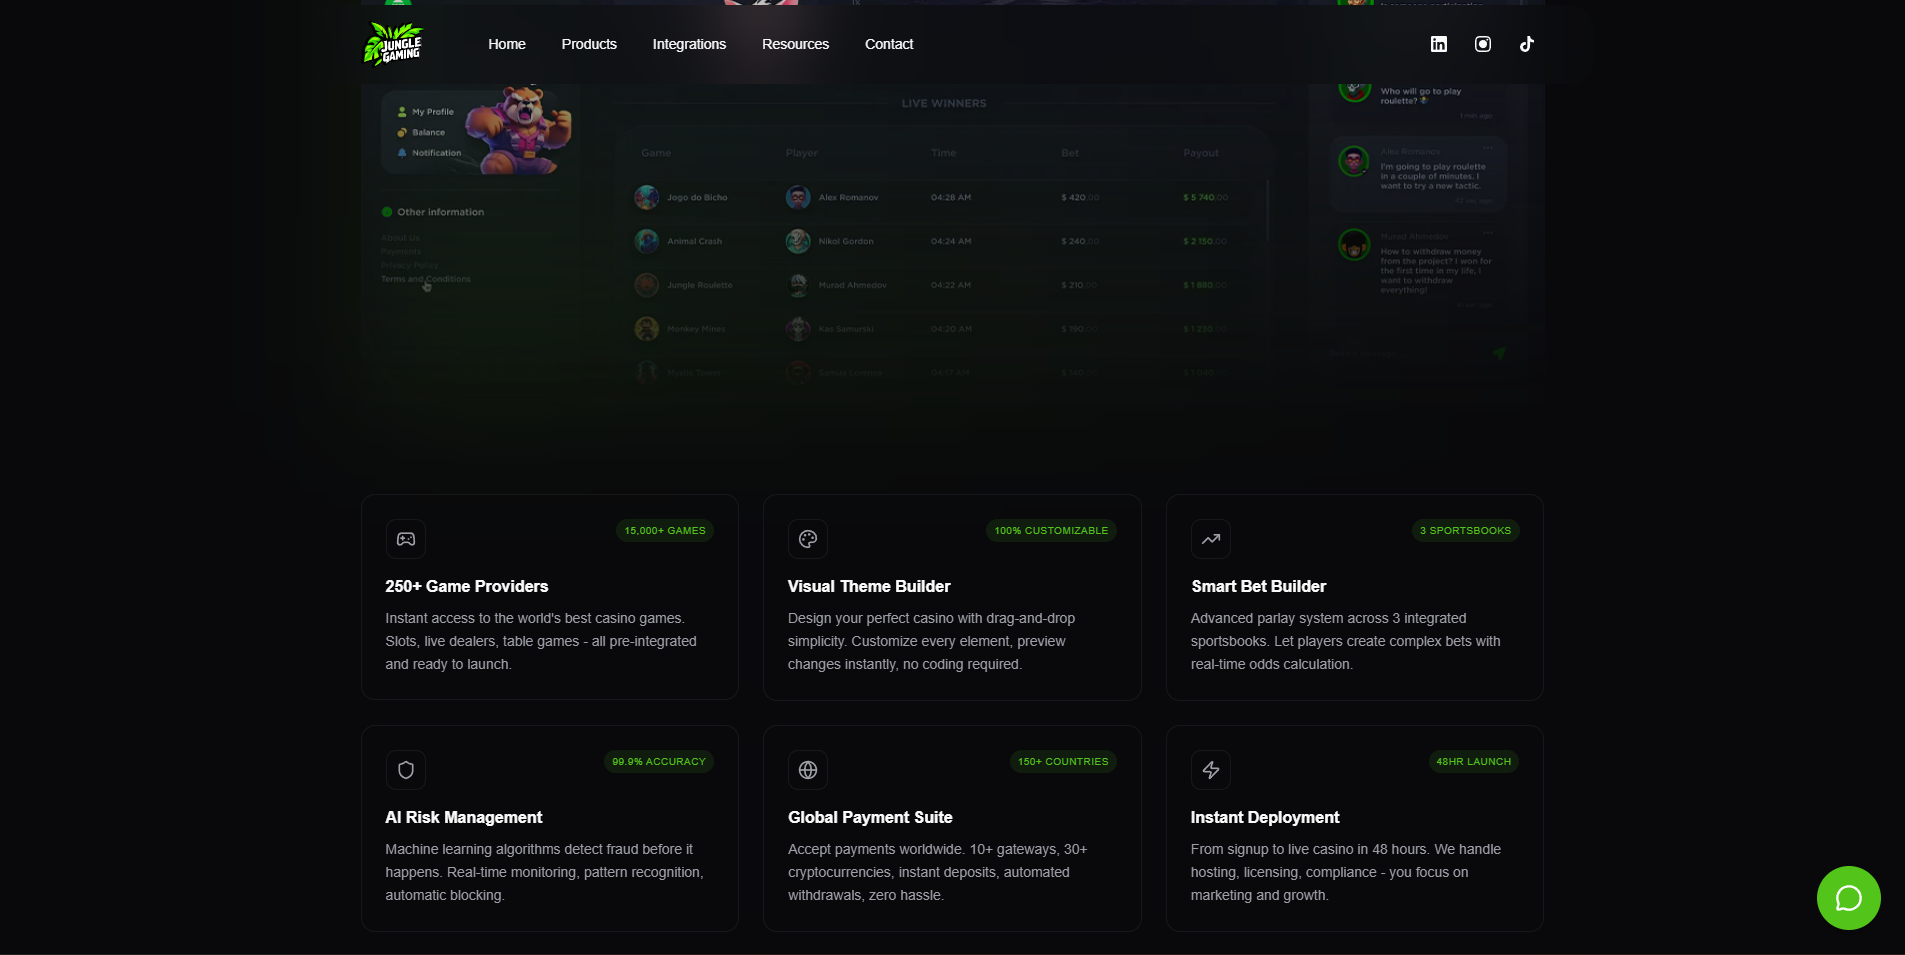 In someone participation
JUNGLE
GAMING
Home
Products
Integrations
Resources
Contact
My Profile
Balance
Notification
Other information
About Us
Payments
Privacy Policy
Terms and Conditions
LIVE WINNERS
Game Player Time Bet Payout
Jogo do Bicho Alex Romanov 04:28 AM $ 420.00 $ 5 740.00
Animal Crash Nikol Gordon 04:24 AM $ 240.00 $ 2 150.00
Jungle Roulette Murad Ahmedov 04:22 AM $ 210.00 $ 1 880.00
Monkey Mines Kas Samurski 04:20 AM $ 190.00 $ 1 230.00
Mystic Tower 04:17 AM $ 140.00 $ 1 040.00
Who will go to play
roulette?
1 min ago
Alex Romanov
I'm going to play roulette
in a couple of minutes. I
want to try a new tactic.
Murad Ahmedov
How to withdraw money
from the project? I won for
the first time in my life, I
want to withdraw
everything!
15,000+ GAMES
250+ Game Providers
Instant access to the world's best casino games.
Slots, live dealers, table games - all pre-integrated
and ready to launch.
100% CUSTOMIZABLE
Visual Theme Builder
Design your perfect casino with drag-and-drop
simplicity. Customize every element, preview
changes instantly, no coding required.
3 SPORTSBOOKS
Smart Bet Builder
Advanced parlay system across 3 integrated
sportsbooks. Let players create complex bets with
real-time odds calculation.
99.9% ACCURACY
AI Risk Management
Machine learning algorithms detect fraud before it
happens. Real-time monitoring, pattern recognition,
automatic blocking.
150+ COUNTRIES
Global Payment Suite
Accept payments worldwide. 10+ gateways, 30+
cryptocurrencies, instant deposits, automated
withdrawals, zero hassle.
48HR LAUNCH
Instant Deployment
From signup to live casino in 48 hours. We handle
hosting, licensing, compliance - you focus on
marketing and growth.